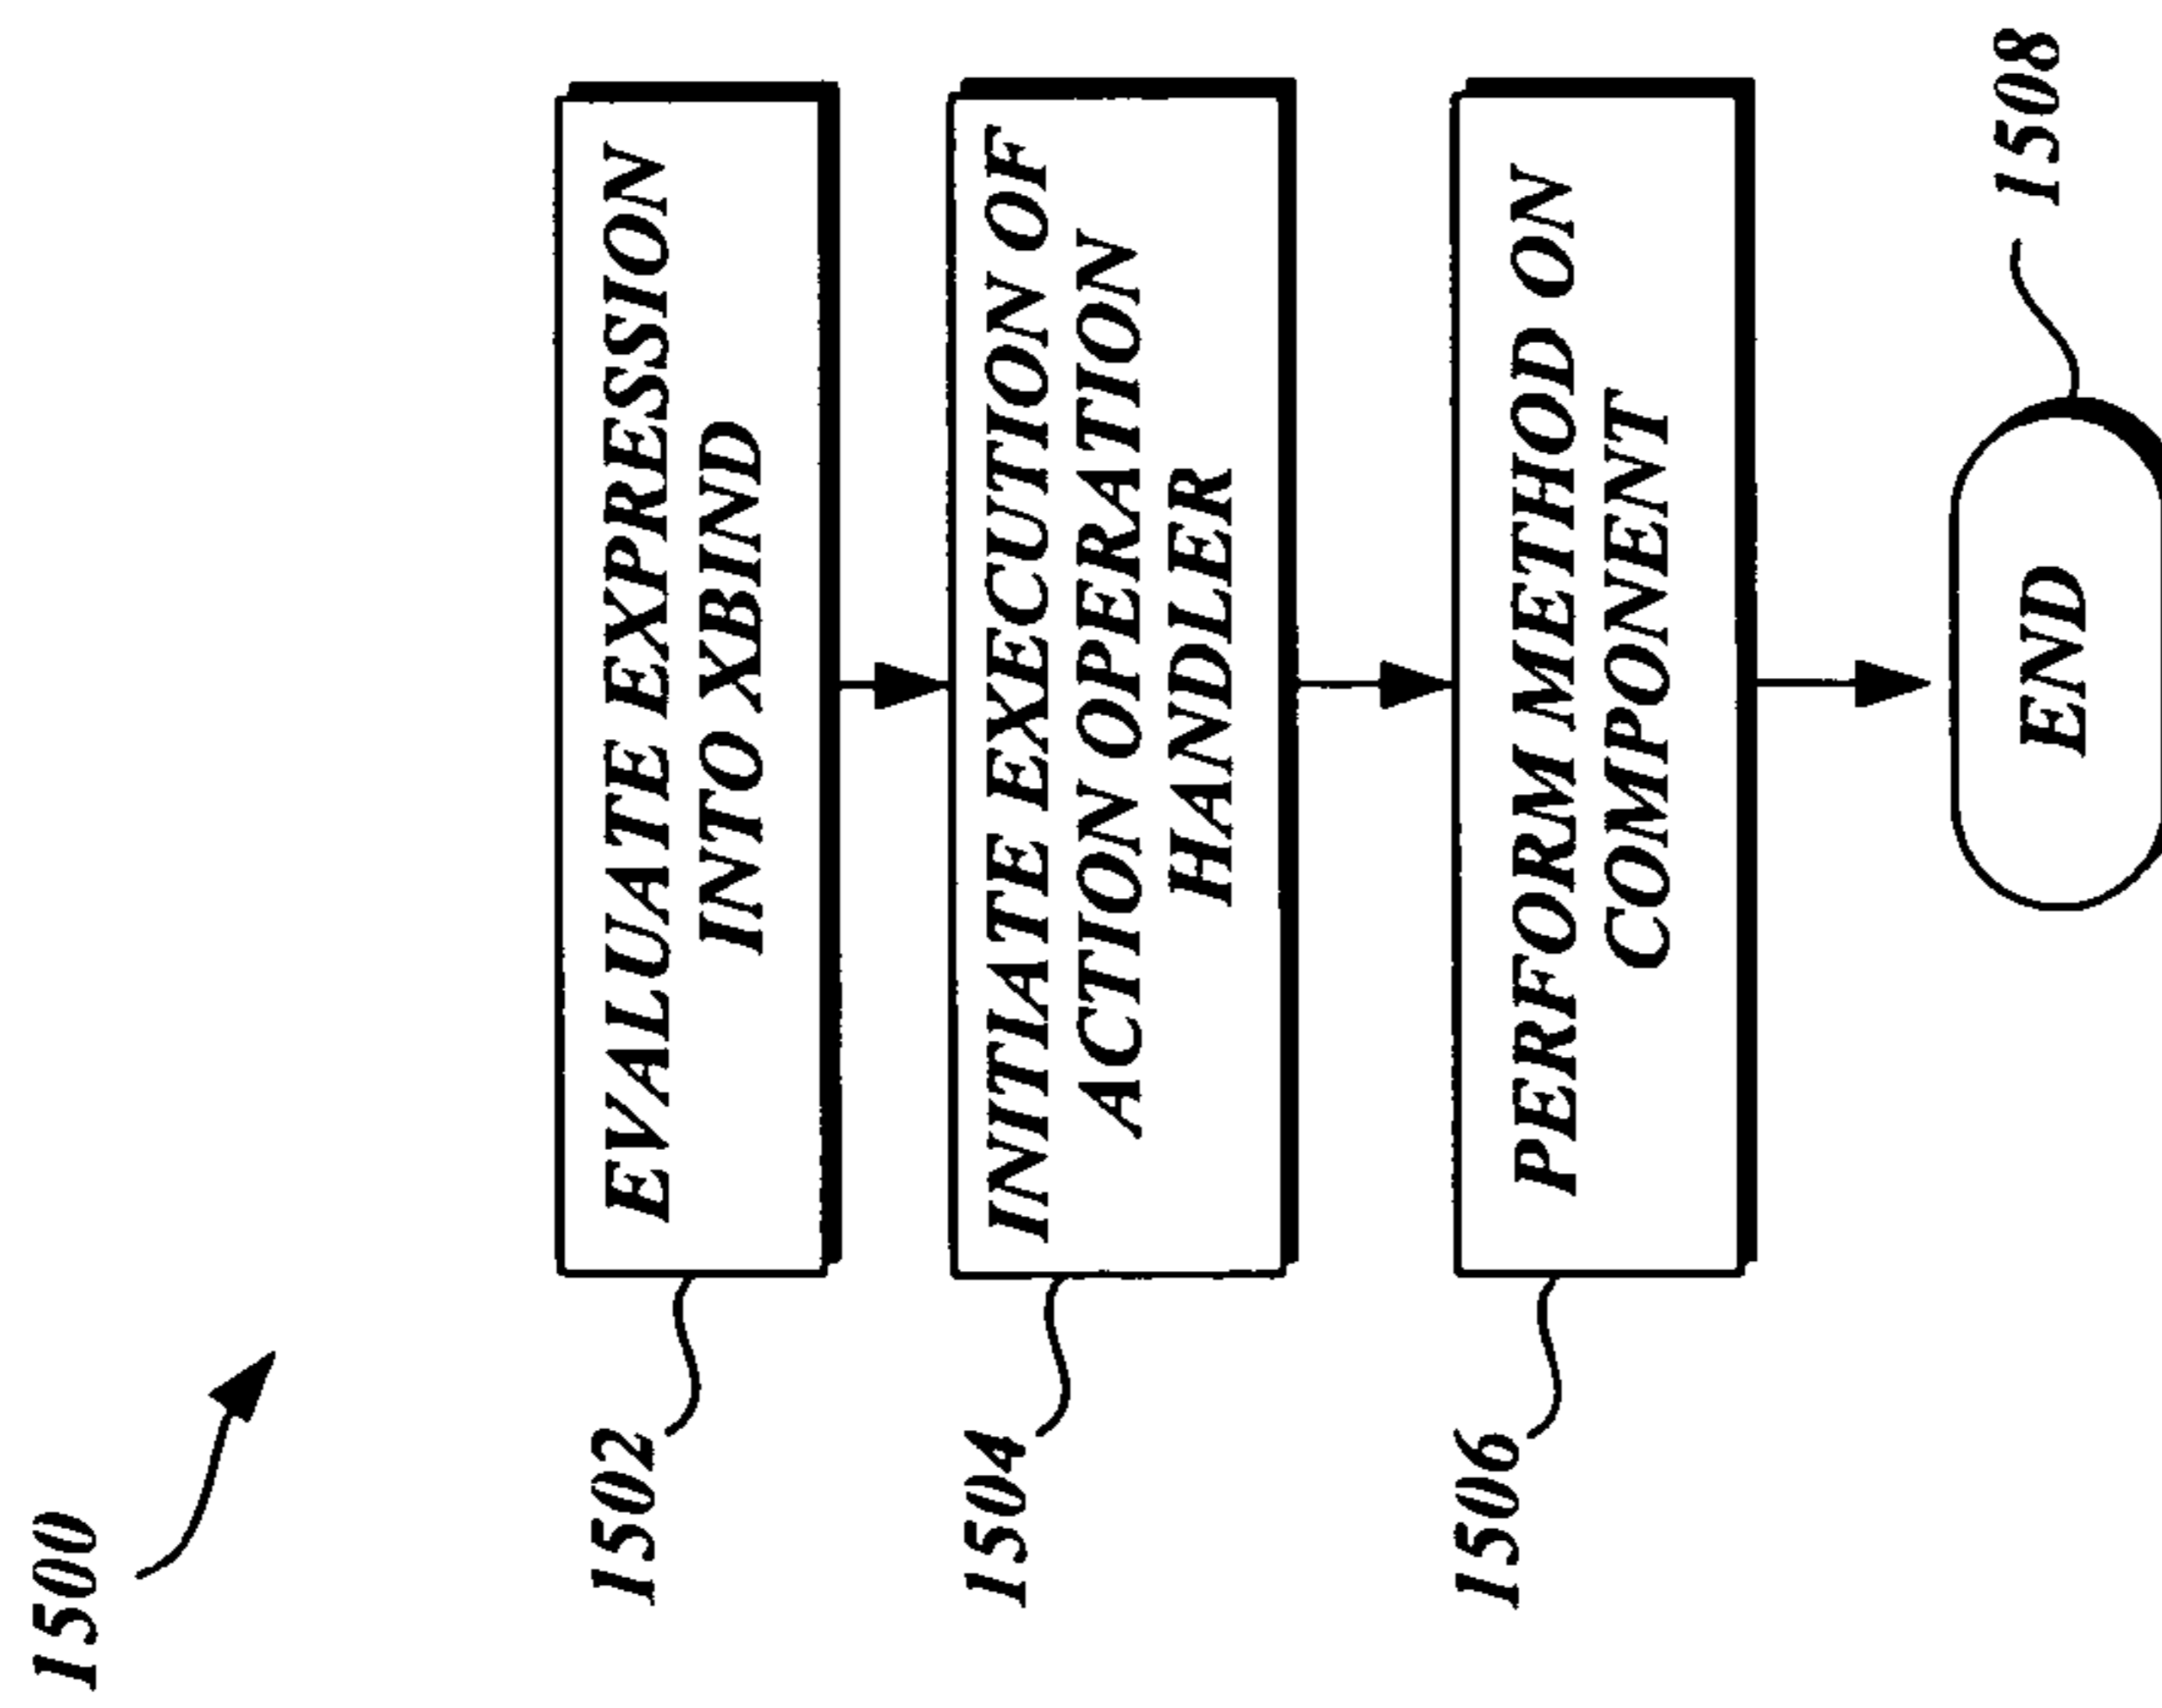 1500
EVALUATE EXPRESSION
INTO XBIND
1502
INITIATE EXECUTION OF
ACTION OPERATION
HANDLER
1504
PERFORM METHOD ON
COMPONENT
1506
1508
END